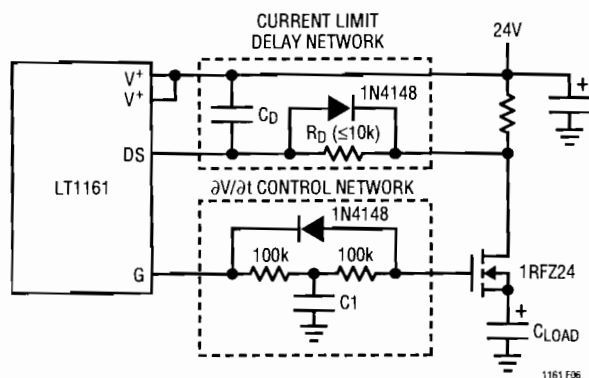 CURRENT LIMIT
DELAY NETWORK
24V
V+
V+
1N4148
CD
RD (≤10k)
DS
LT1161
∂V/∂t CONTROL NETWORK
1N4148
100k
100k
G
1RFZ24
C1
CLOAD
1161 F06